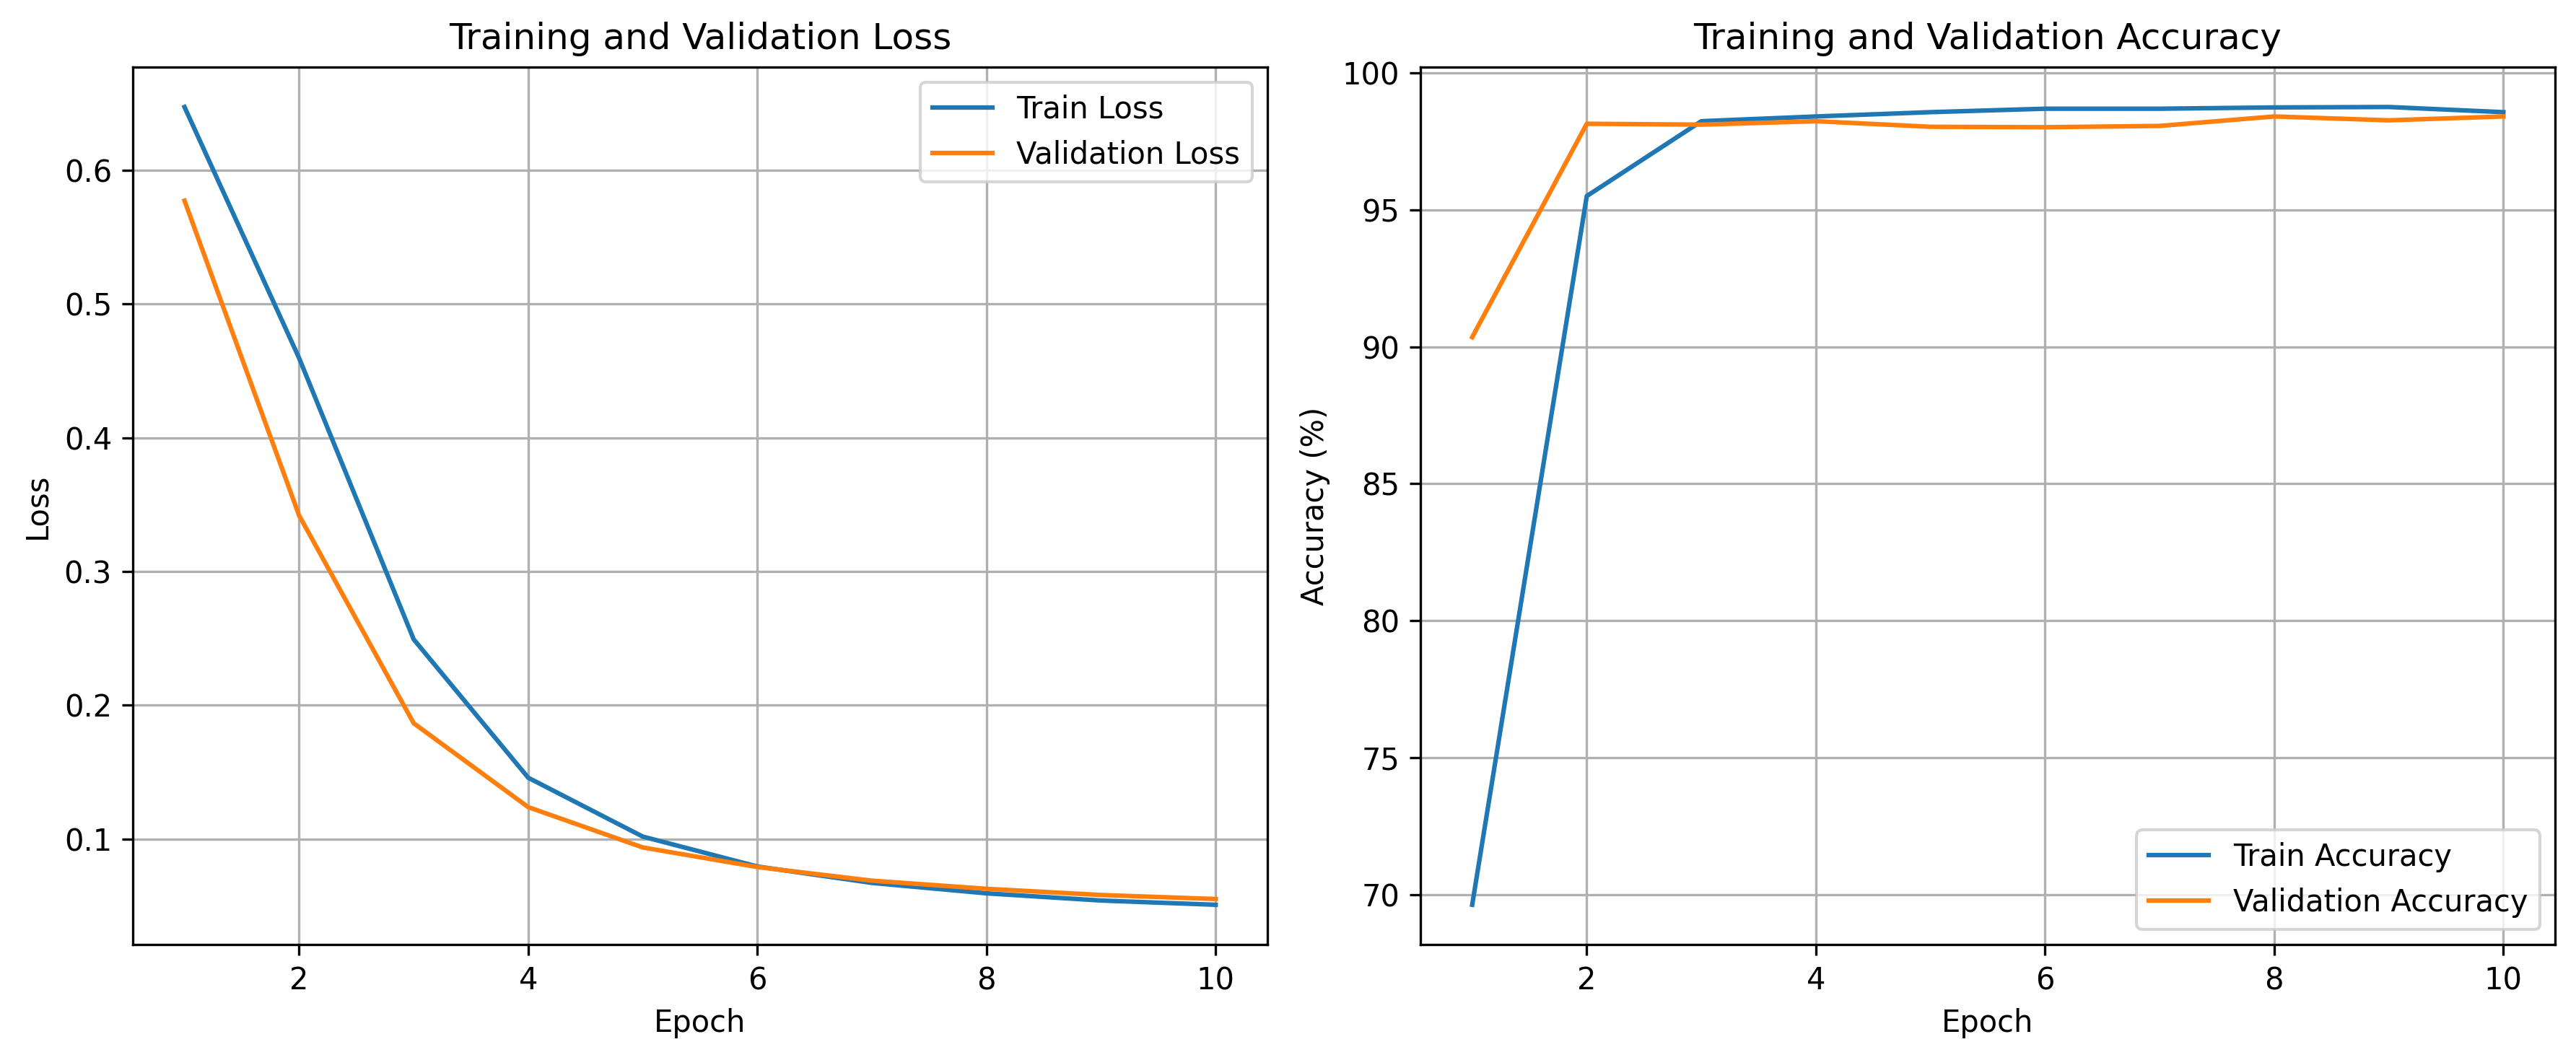 Training and Validation Loss
Train Loss
Validation Loss
0.6
0.5
0.4
0.3
0.2
0.1
Loss
2 4 6 8 10
Epoch
Training and Validation Accuracy
100
95
90
85
80
75
70
Accuracy (%)
Train Accuracy
Validation Accuracy
2 4 6 8 10
Epoch